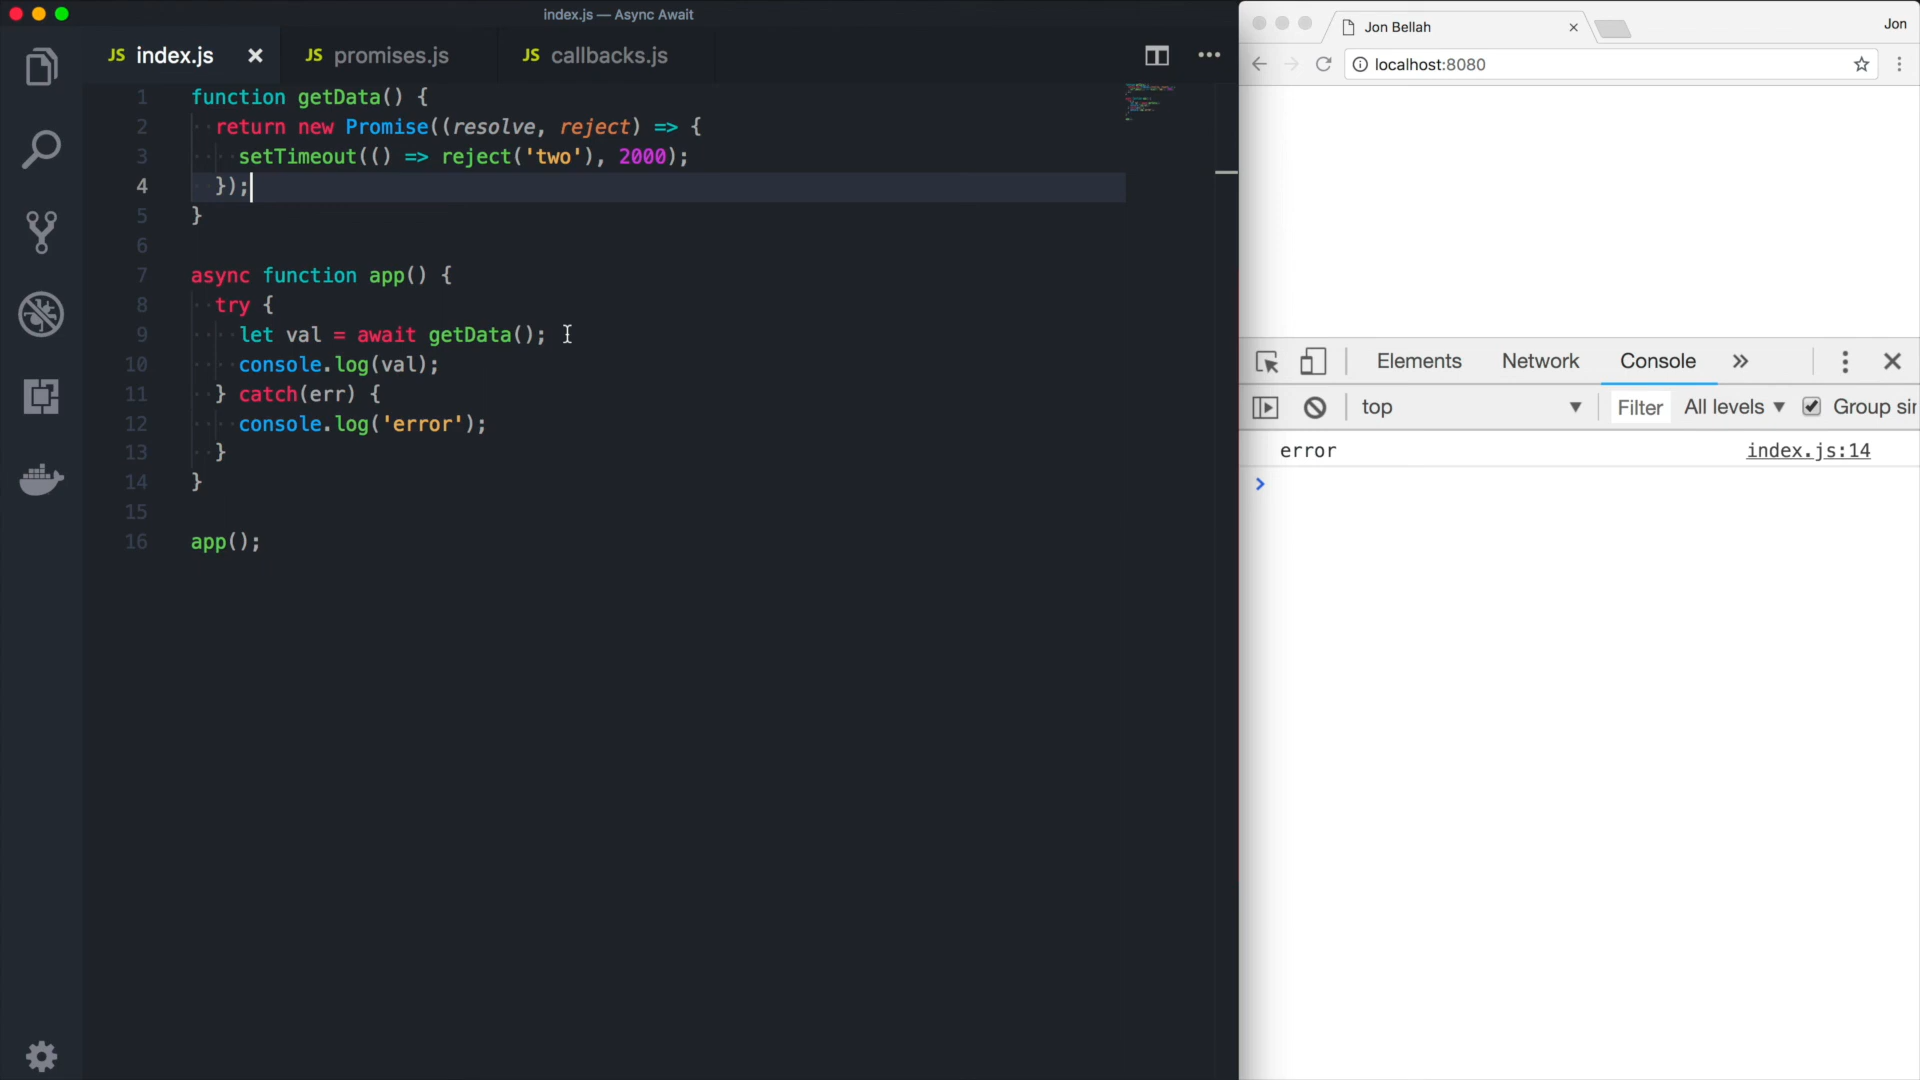 index.js — Async Await
JS index.js
JS promises.js
JS callbacks.js
1 function getData() {
2 return new Promise((resolve, reject) => {
3 setTimeout(() => reject('two'), 2000);
4 });
5 }
6
7 async function app() {
8 try {
9 let val = await getData();
10 console.log(val);
11 } catch(err) {
12 console.log('error');
13 }
14 }
15
16 app();
Jon Bellah
Jon
localhost:8080
Elements Network Console
top Filter All levels Group sir
error index.js:14